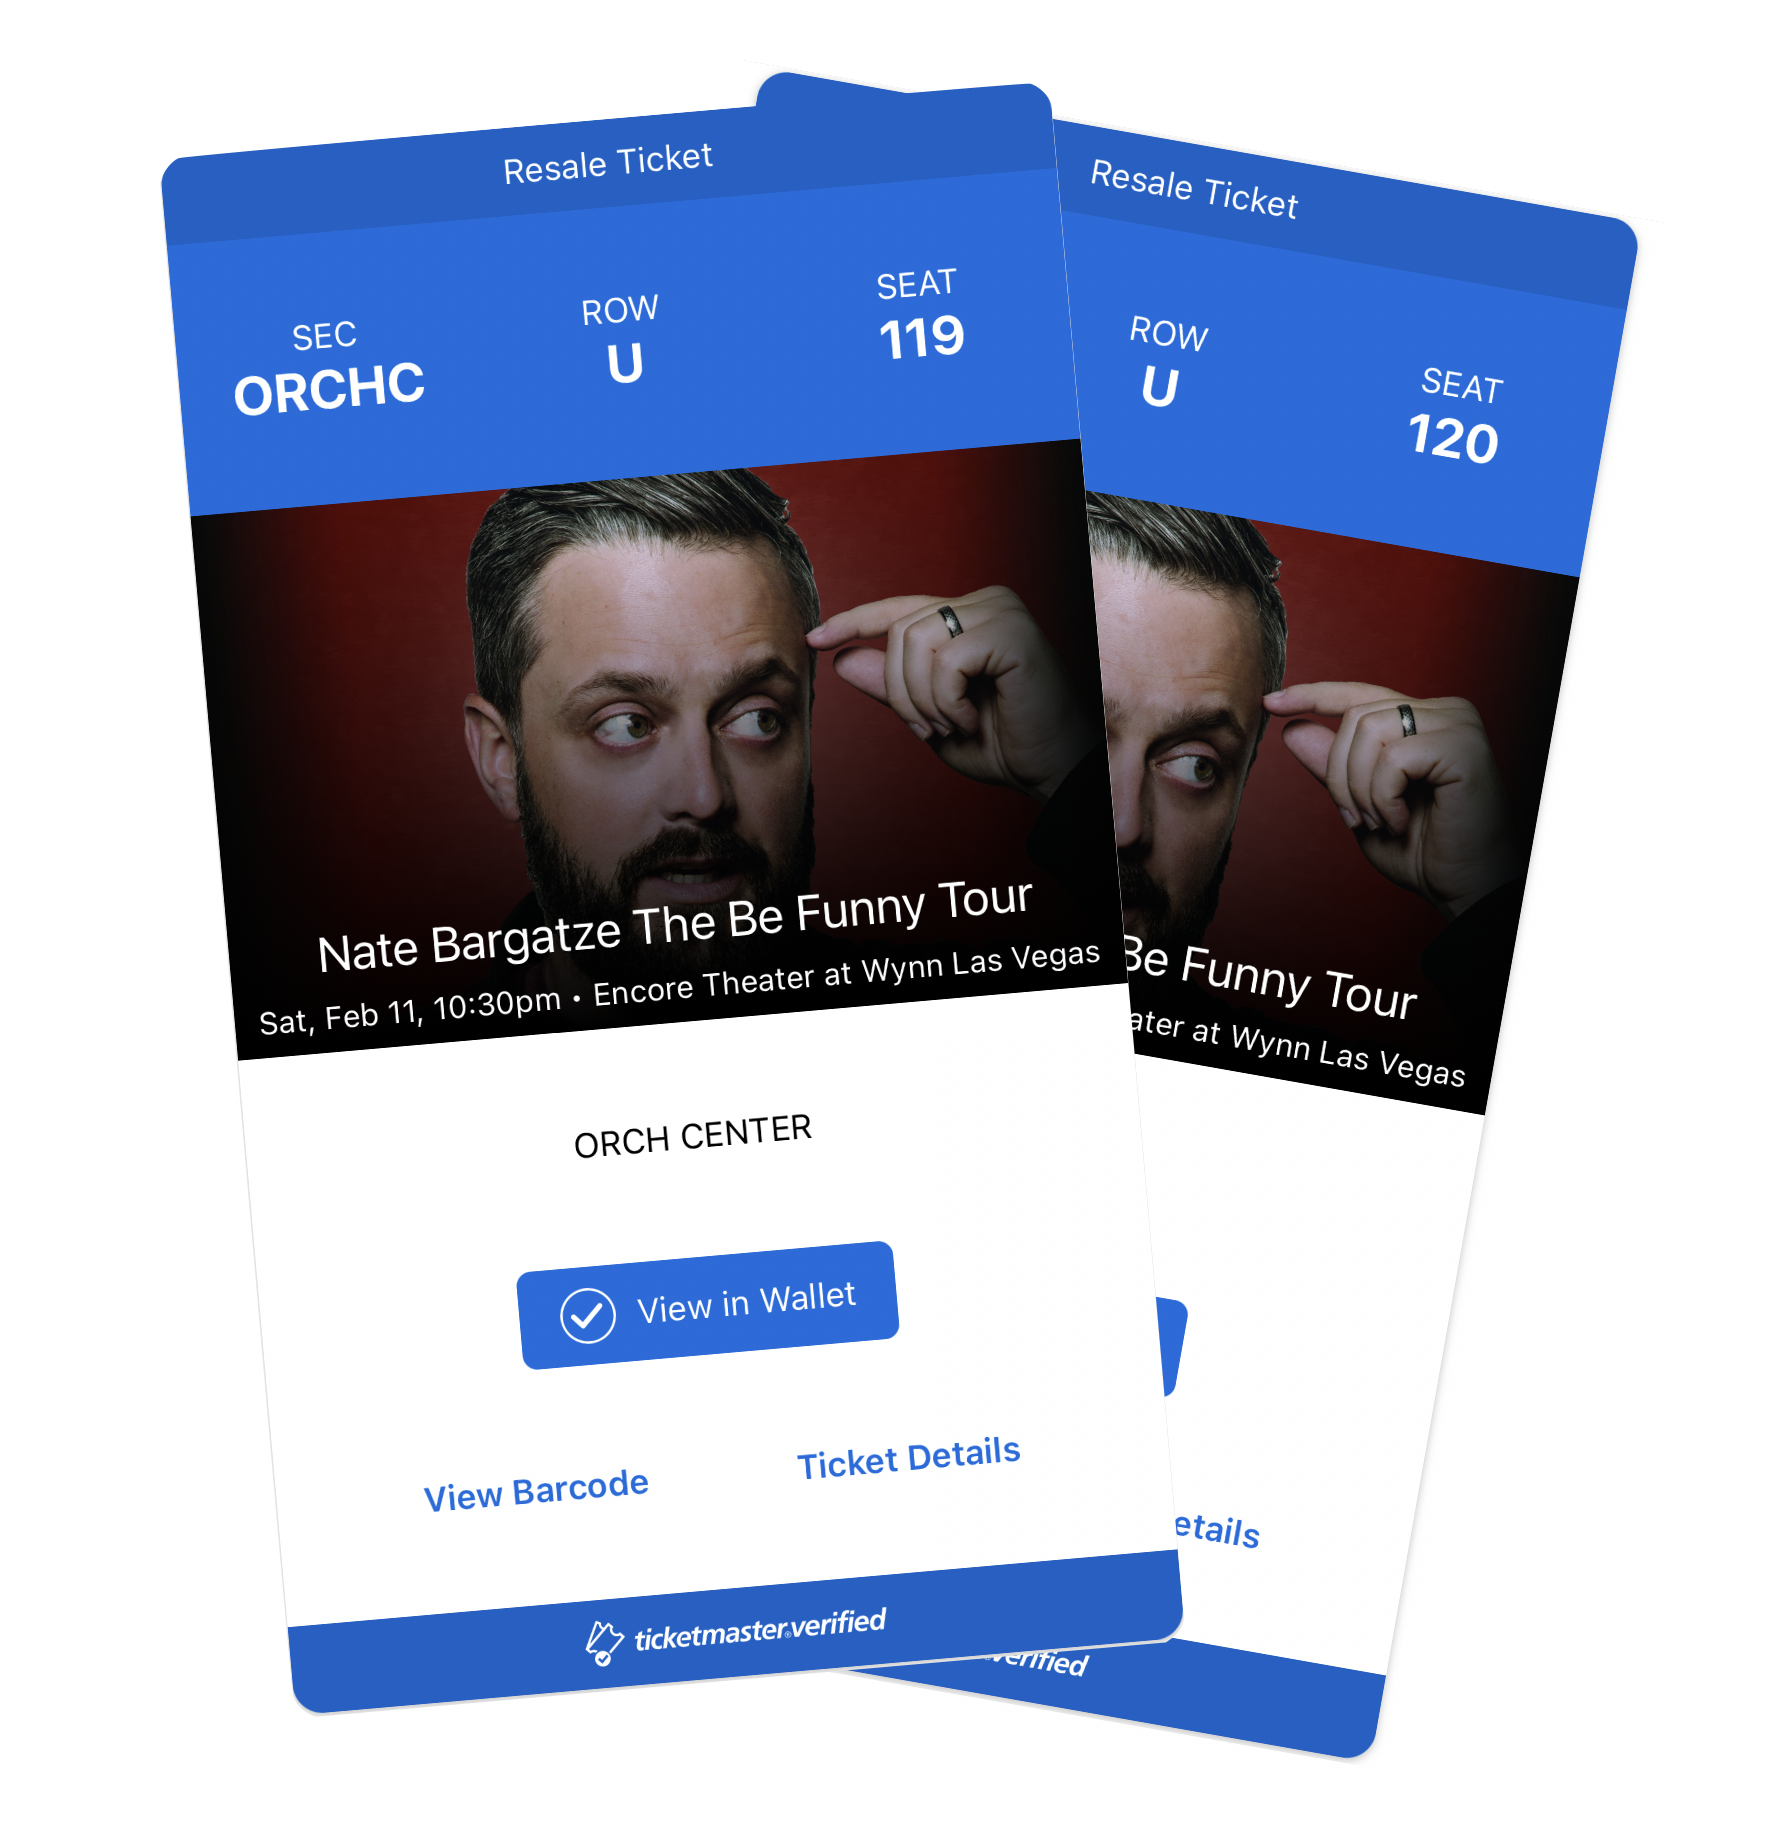 Resale Ticket
SEC
ORCHC
ROW
U
SEAT
119
Nate Bargatze The Be Funny Tour
Sat, Feb 11, 10:30pm • Encore Theater at Wynn Las Vegas
ORCH CENTER
View in Wallet
View Barcode
Ticket Details
ticketmaster®verified
Resale Ticket
ROW
U
SEAT
120
Be Funny Tour
ater at Wynn Las Vegas
etails
verified